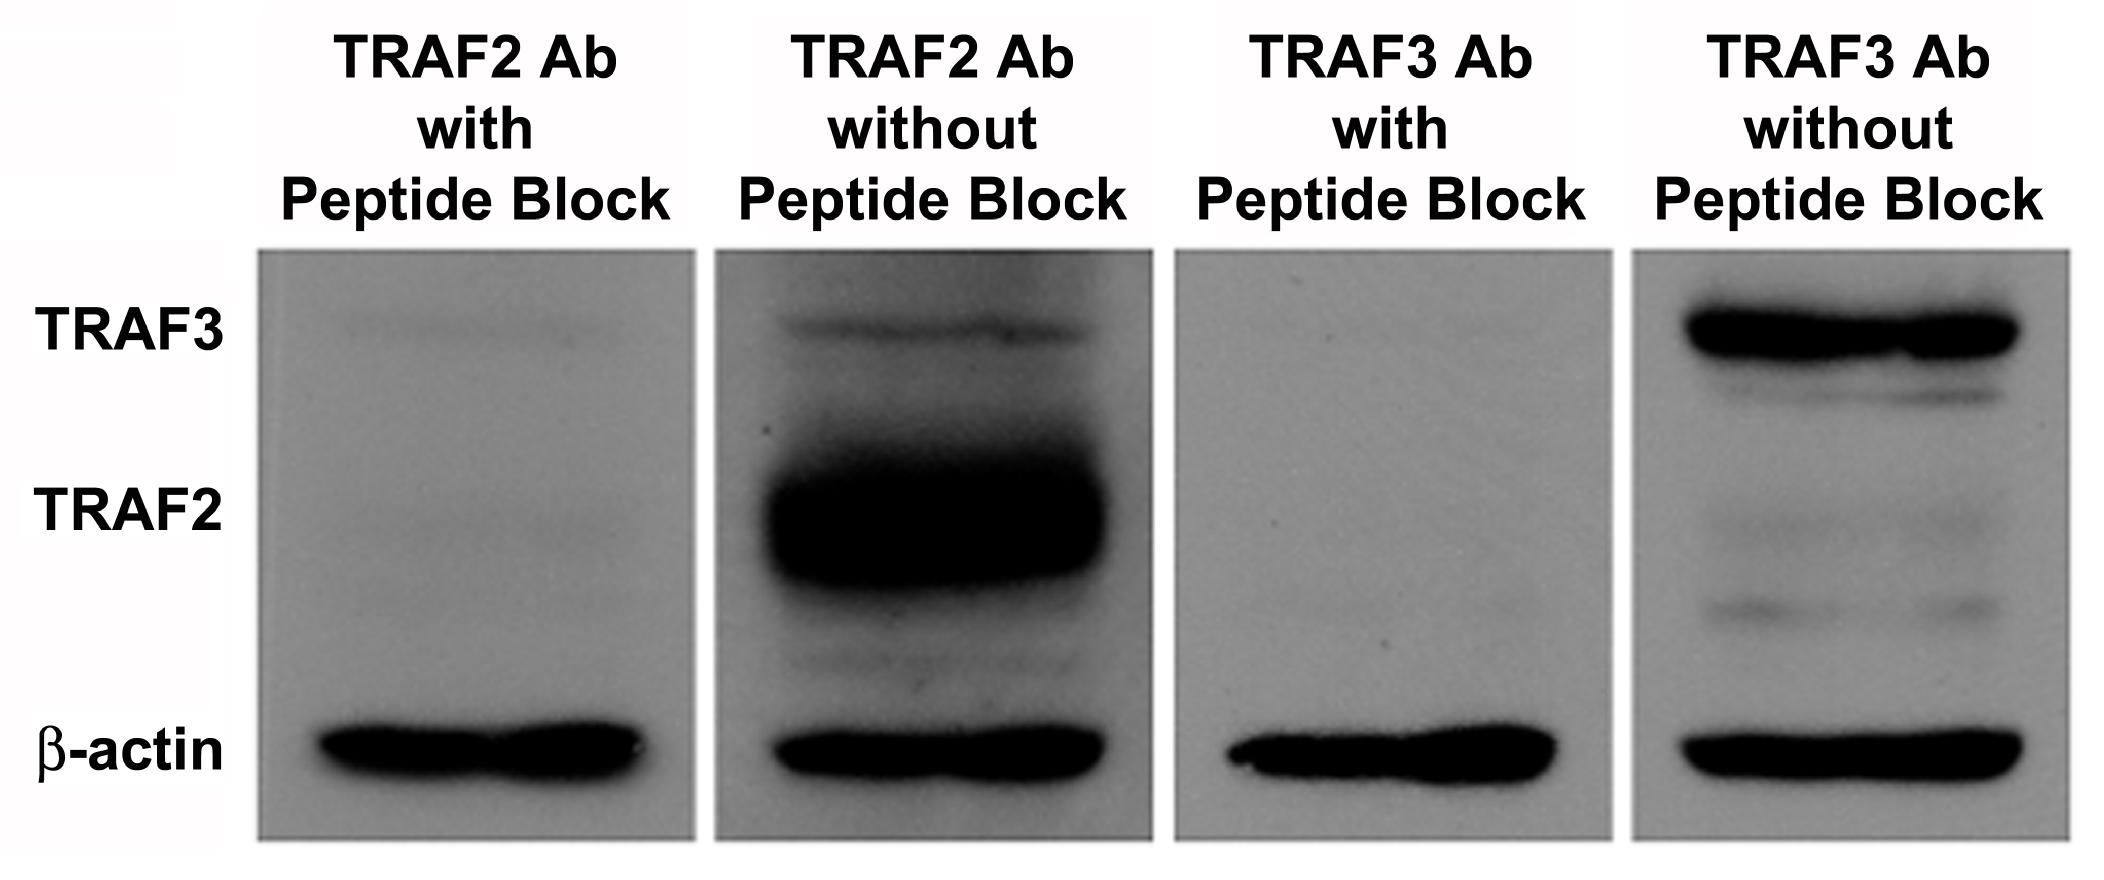 TRAF2 Ab
with
Peptide Block
TRAF2 Ab
without
Peptide Block
TRAF3 Ab
with
Peptide Block
TRAF3 Ab
without
Peptide Block
TRAF3
TRAF2
β-actin